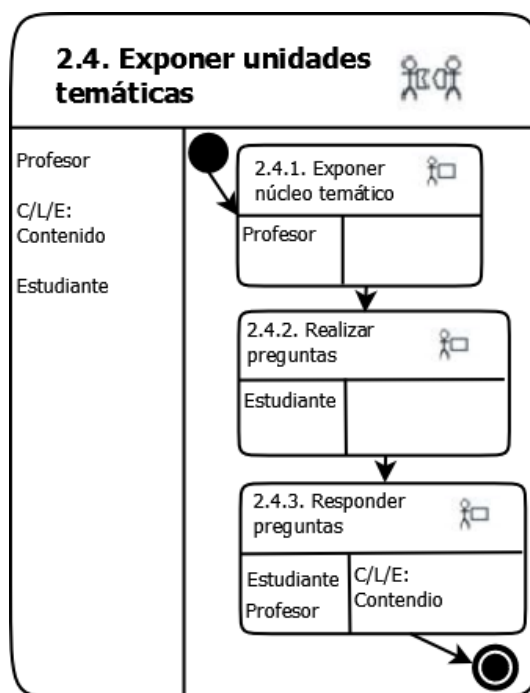 2.4. Exponer unidades
temáticas
Profesor
C/L/E:
Contenido
Estudiante
2.4.1. Exponer
núcleo temático
Profesor
2.4.2. Realizar
preguntas
Estudiante
2.4.3. Responder
preguntas
Estudiante
Profesor
C/L/E:
Contendio